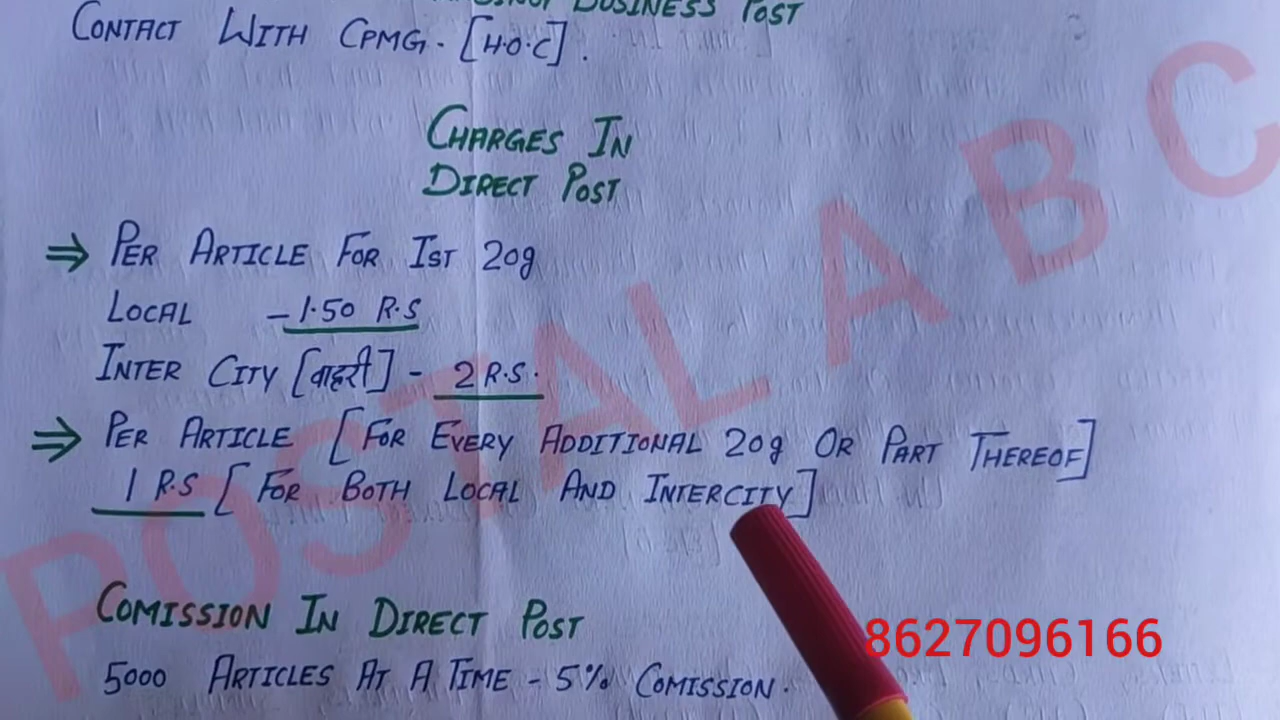 BUSINESS POST
CONTACT WITH CPMG. [H.O.C].
CHARGES IN
DIRECT POST
⇒ PER ARTICLE FOR IST 20g
LOCAL - 1.50 R.S
INTER CITY [वाहरी] - 2 R.S.
⇒ PER ARTICLE [FOR EVERY ADDITIONAL 20g OR PART THEREOF]
1 R.S [FOR BOTH LOCAL AND INTERCITY]
COMISSION IN DIRECT POST
5000 ARTICLES AT A TIME - 5% COMISSION.
POSTAL ABC
8627096166